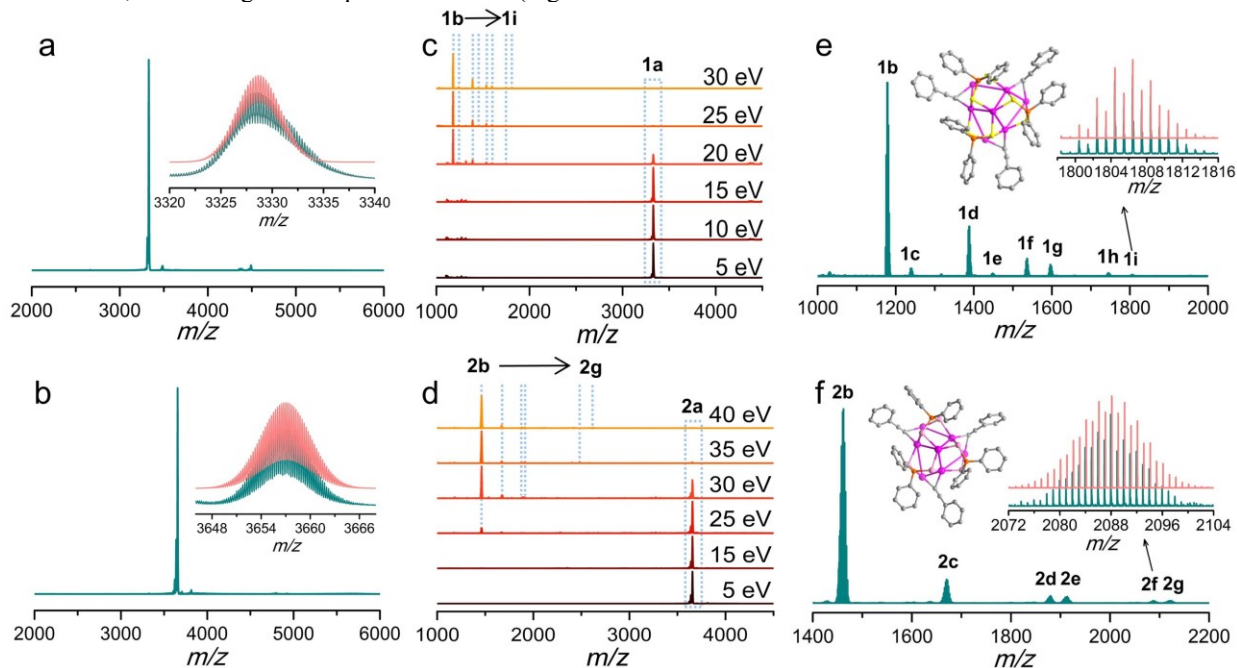 1b → 1i
a
c
e
1a
1b
30 eV
25 eV
20 eV
15 eV
10 eV
5 eV
3320 3325 3330 3335 3340
m/z
1800 1804 1808 1812 1816
m/z
1c
1d
1e
1f
1g
1h
1i
2000 3000 4000 5000 6000
m/z
1000 2000 3000 4000
m/z
1000 1200 1400 1600 1800 2000
m/z
2b → 2g
b
d
f
2a
2b
40 eV
35 eV
30 eV
25 eV
15 eV
5 eV
3648 3654 3660 3666
m/z
2072 2080 2088 2096 2104
m/z
2c
2d 2e
2f 2g
2000 3000 4000 5000 6000
m/z
1000 2000 3000 4000
m/z
1400 1600 1800 2000 2200
m/z